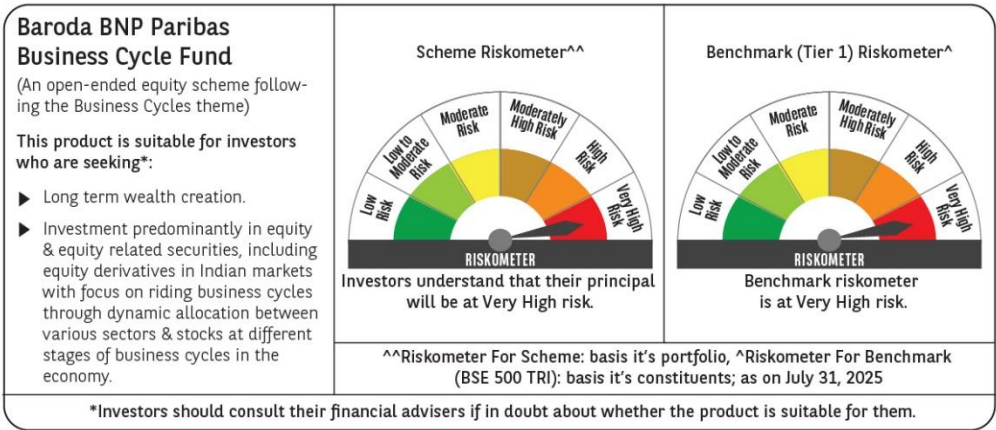 Baroda BNP Paribas
Business Cycle Fund
(An open-ended equity scheme follow-
ing the Business Cycles theme)
This product is suitable for investors
who are seeking*:
▶ Long term wealth creation.
▶ Investment predominantly in equity
& equity related securities, including
equity derivatives in Indian markets
with focus on riding business cycles
through dynamic allocation between
various sectors & stocks at different
stages of business cycles in the
economy.
Scheme Riskometer^^
Low
Risk
Low to
Moderate
Risk
Moderate
Risk
Moderately
High Risk
High
Risk
Very High
Risk
RISKOMETER
Investors understand that their principal
will be at Very High risk.
Benchmark (Tier 1) Riskometer^
Low
Risk
Low to
Moderate
Risk
Moderate
Risk
Moderately
High Risk
High
Risk
Very High
Risk
RISKOMETER
Benchmark riskometer
is at Very High risk.
^^Riskometer For Scheme: basis it's portfolio, ^Riskometer For Benchmark
(BSE 500 TRI): basis it's constituents; as on July 31, 2025
*Investors should consult their financial advisers if in doubt about whether the product is suitable for them.